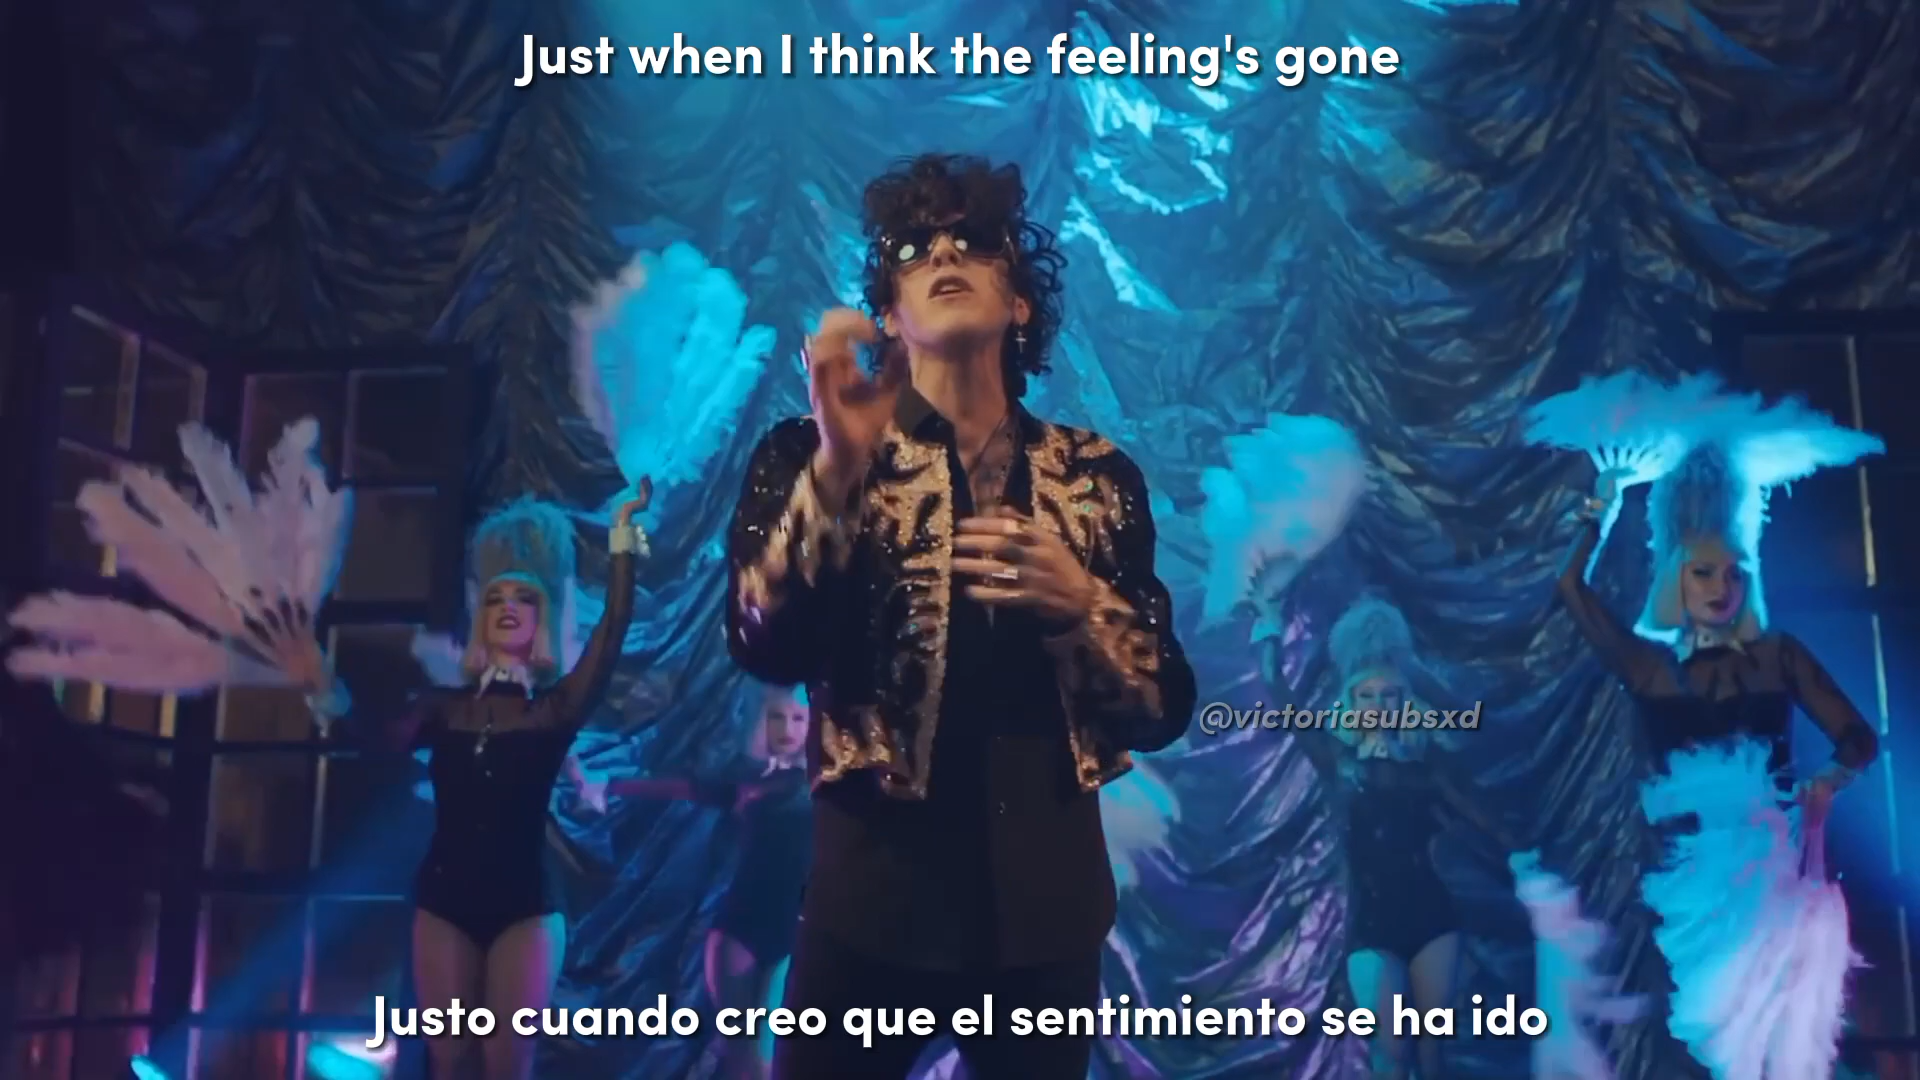 Just when I think the feeling's gone
@victoriasubsxd
Justo cuando creo que el sentimiento se ha ido